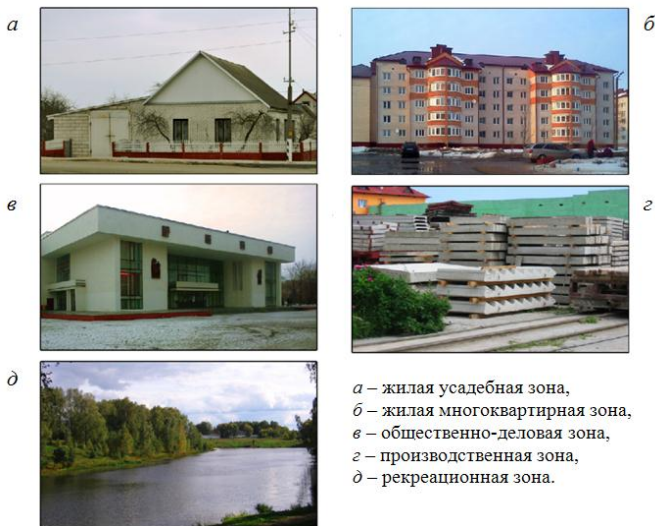 а
б
в
г
д
а – жилая усадебная зона,
б – жилая многоквартирная зона,
в – общественно-деловая зона,
г – производственная зона,
д – рекреационная зона.